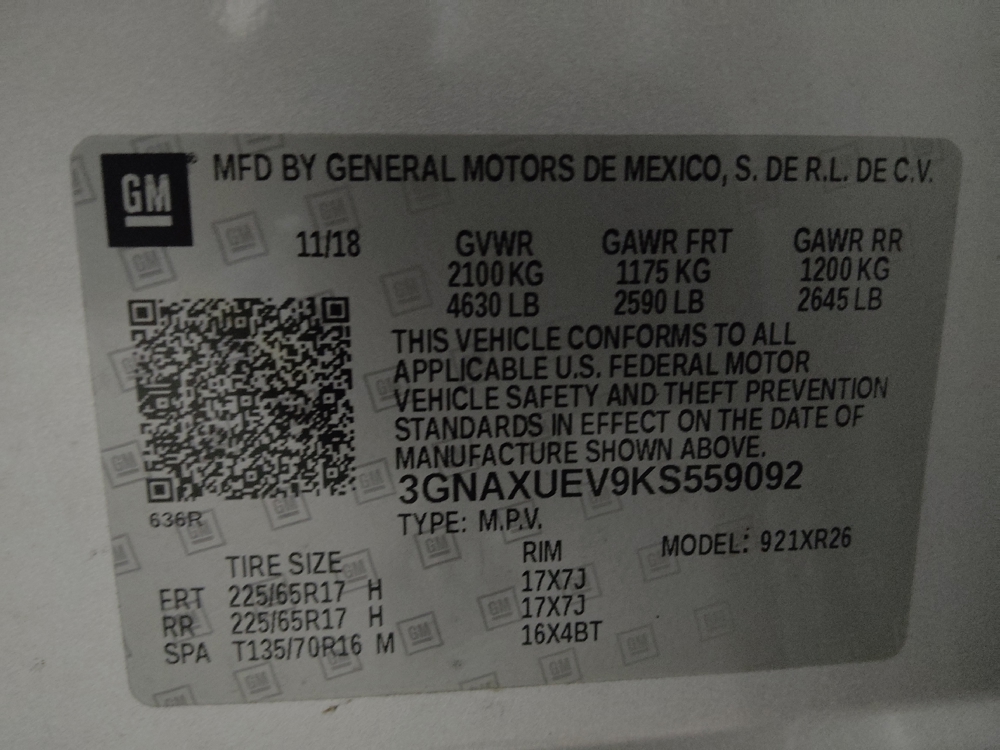 GM
MFD BY GENERAL MOTORS DE MEXICO, S. DE R.L. DE C.V.
11/18 GVWR GAWR FRT GAWR RR
2100 KG 1175 KG 1200 KG
4630 LB 2590 LB 2645 LB
THIS VEHICLE CONFORMS TO ALL
APPLICABLE U.S. FEDERAL MOTOR
VEHICLE SAFETY AND THEFT PREVENTION
STANDARDS IN EFFECT ON THE DATE OF
MANUFACTURE SHOWN ABOVE.
3GNAXUEV9KS559092
636R
TYPE: M.P.V. MODEL: 921XR26
TIRE SIZE RIM
FRT 225/65R17 H 17X7J
RR 225/65R17 H 17X7J
SPA T135/70R16 M 16X4BT